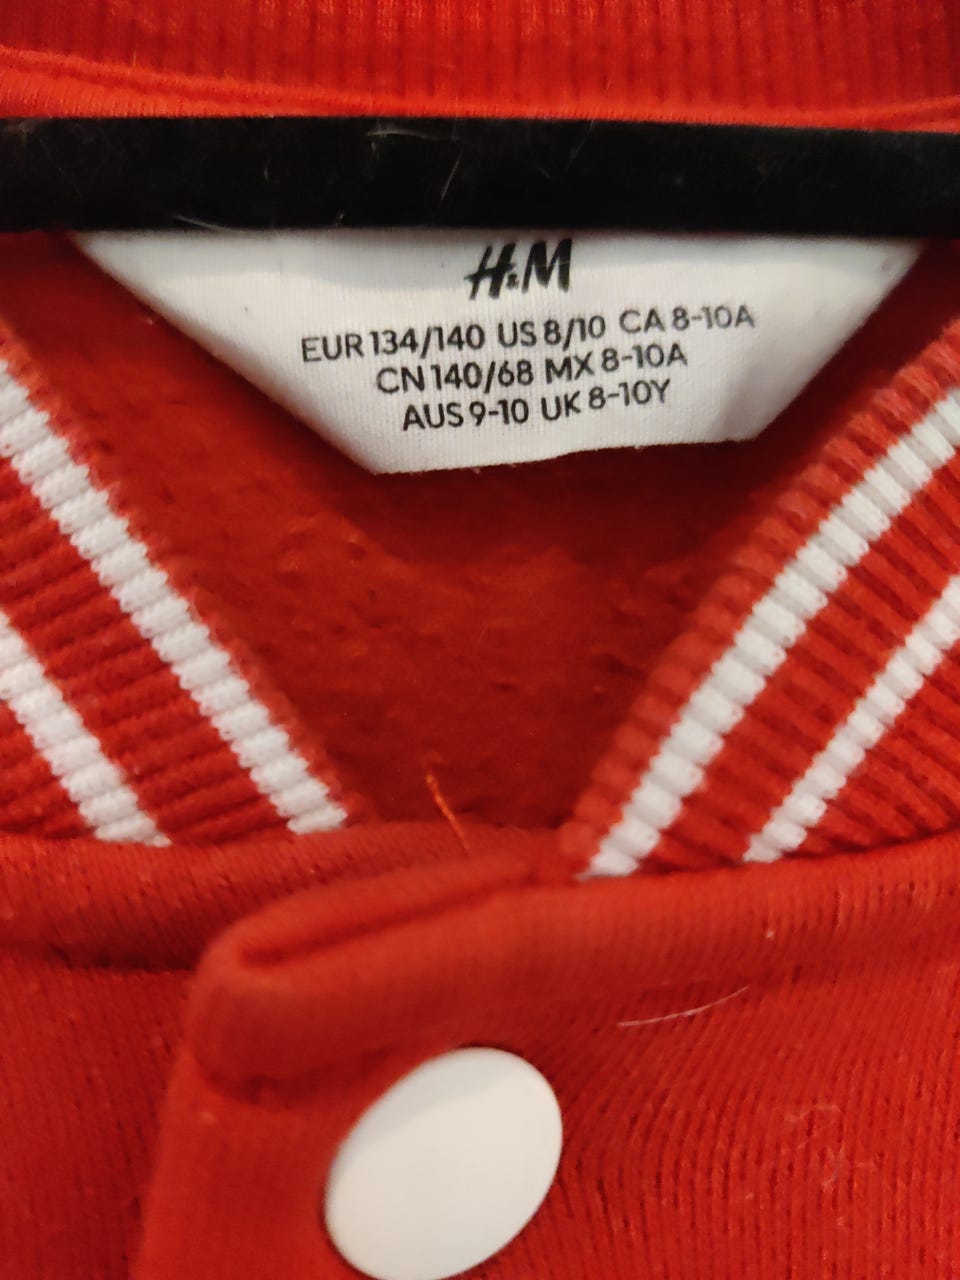 H&M
EUR 134/140 US 8/10 CA 8-10A
CN 140/68 MX 8-10A
AUS 9-10 UK 8-10Y